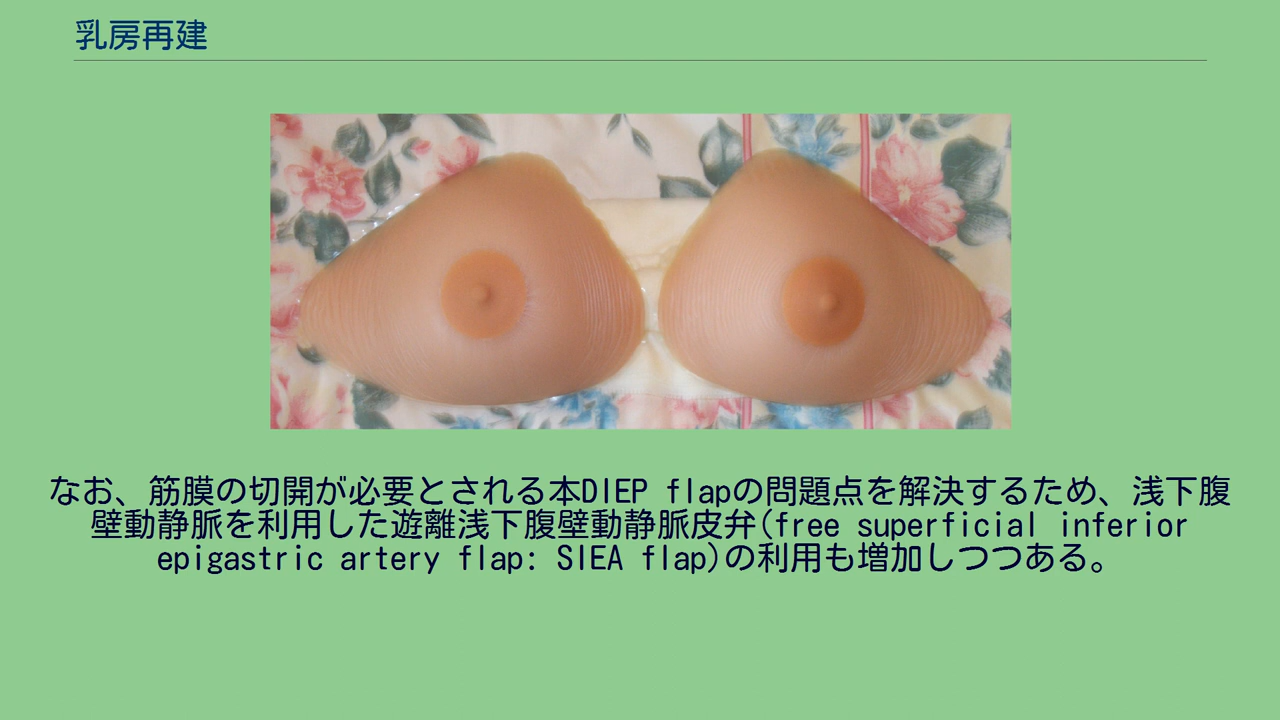 乳房再建
なお、筋膜の切開が必要とされる本DIEP flapの問題点を解決するため、浅下腹
壁動静脈を利用した遊離浅下腹壁動静脈皮弁(free superficial inferior
epigastric artery flap: SIEA flap)の利用も増加しつつある。